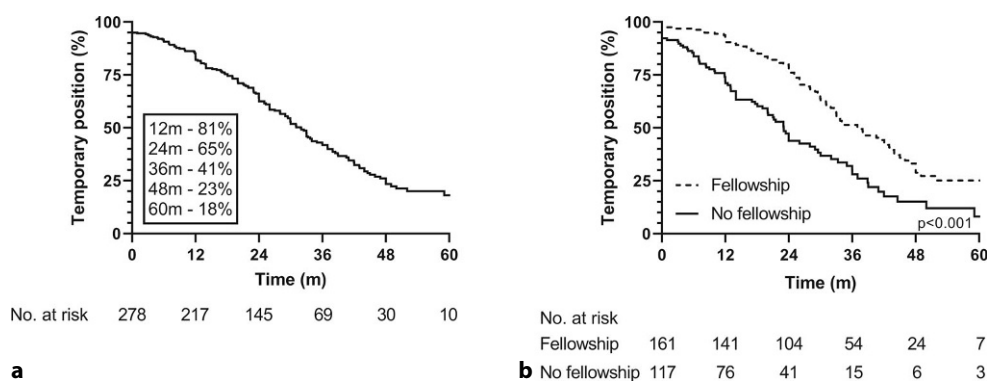 Temporary position (%)
100
75
50
25
0
12m - 81%
24m - 65%
36m - 41%
48m - 23%
60m - 18%
0 12 24 36 48 60
Time (m)
No. at risk 278 217 145 69 30 10
a
Temporary position (%)
100
75
50
25
0
Fellowship
No fellowship
p<0.001
0 12 24 36 48 60
Time (m)
No. at risk
Fellowship 161 141 104 54 24 7
No fellowship 117 76 41 15 6 3
b